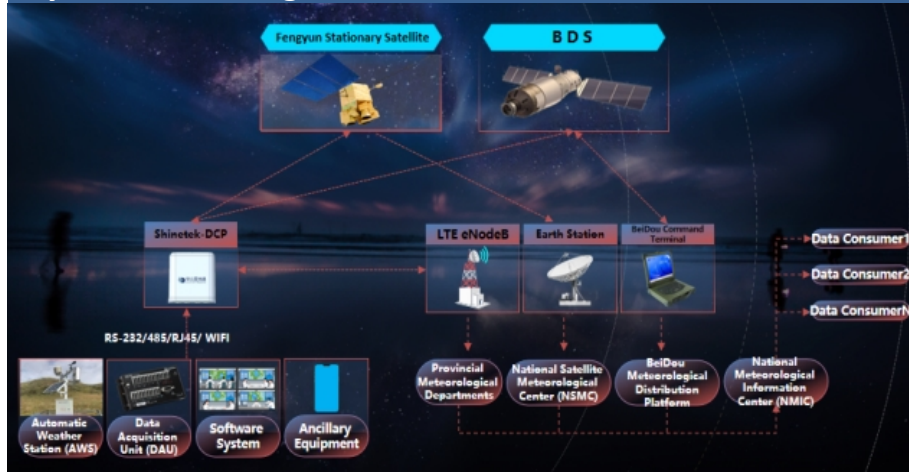 Fengyun Stationary Satellite
B D S
Shinetek-DCP
LTE eNodeB
Earth Station
BeiDou Command
Terminal
Data Consumer1
Data Consumer2
Data ConsumerN
RS-232/485/RJ45/ WIFI
Provincial
Meteorological
Departments
National Satellite
Meteorological
Center (NSMC)
BeiDou
Meteorological
Distribution
Platform
National
Meteorological
Information
Center (NMIC)
Automatic
Weather
Station (AWS)
Data
Acquisition
Unit (DAU)
Software
System
Ancillary
Equipment